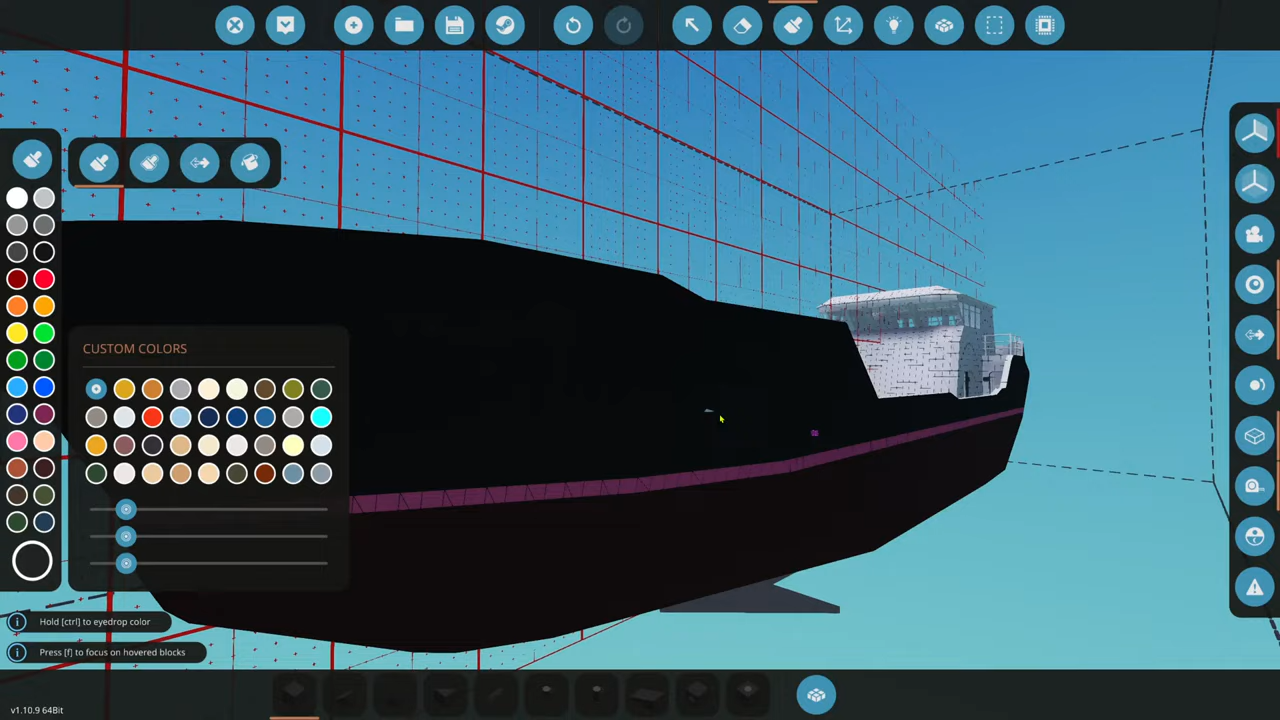 CUSTOM COLORS
Hold [ctrl] to eyedrop color
Press [f] to focus on hovered blocks
v1.10.9 64Bit